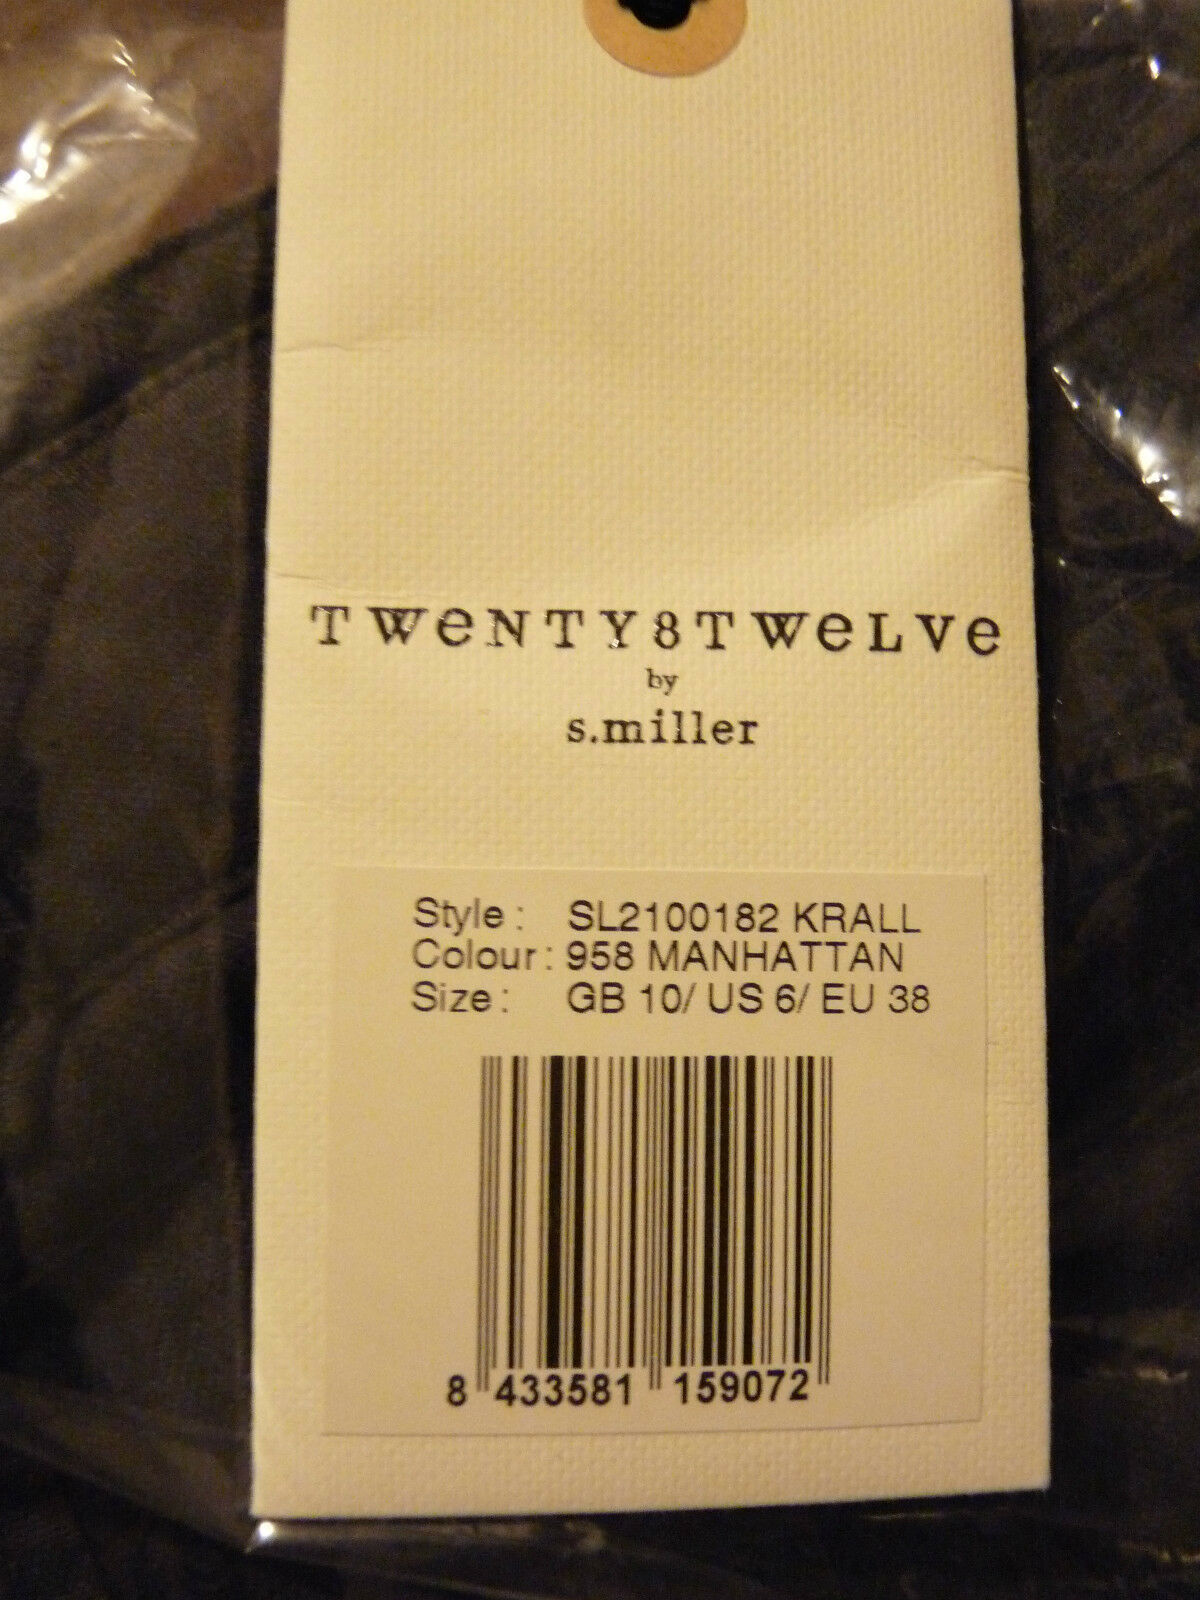 TWeNTY8TWeLVe
by
s.miller
Style : SL2100182 KRALL
Colour : 958 MANHATTAN
Size : GB 10/ US 6/ EU 38
8 433581 159072